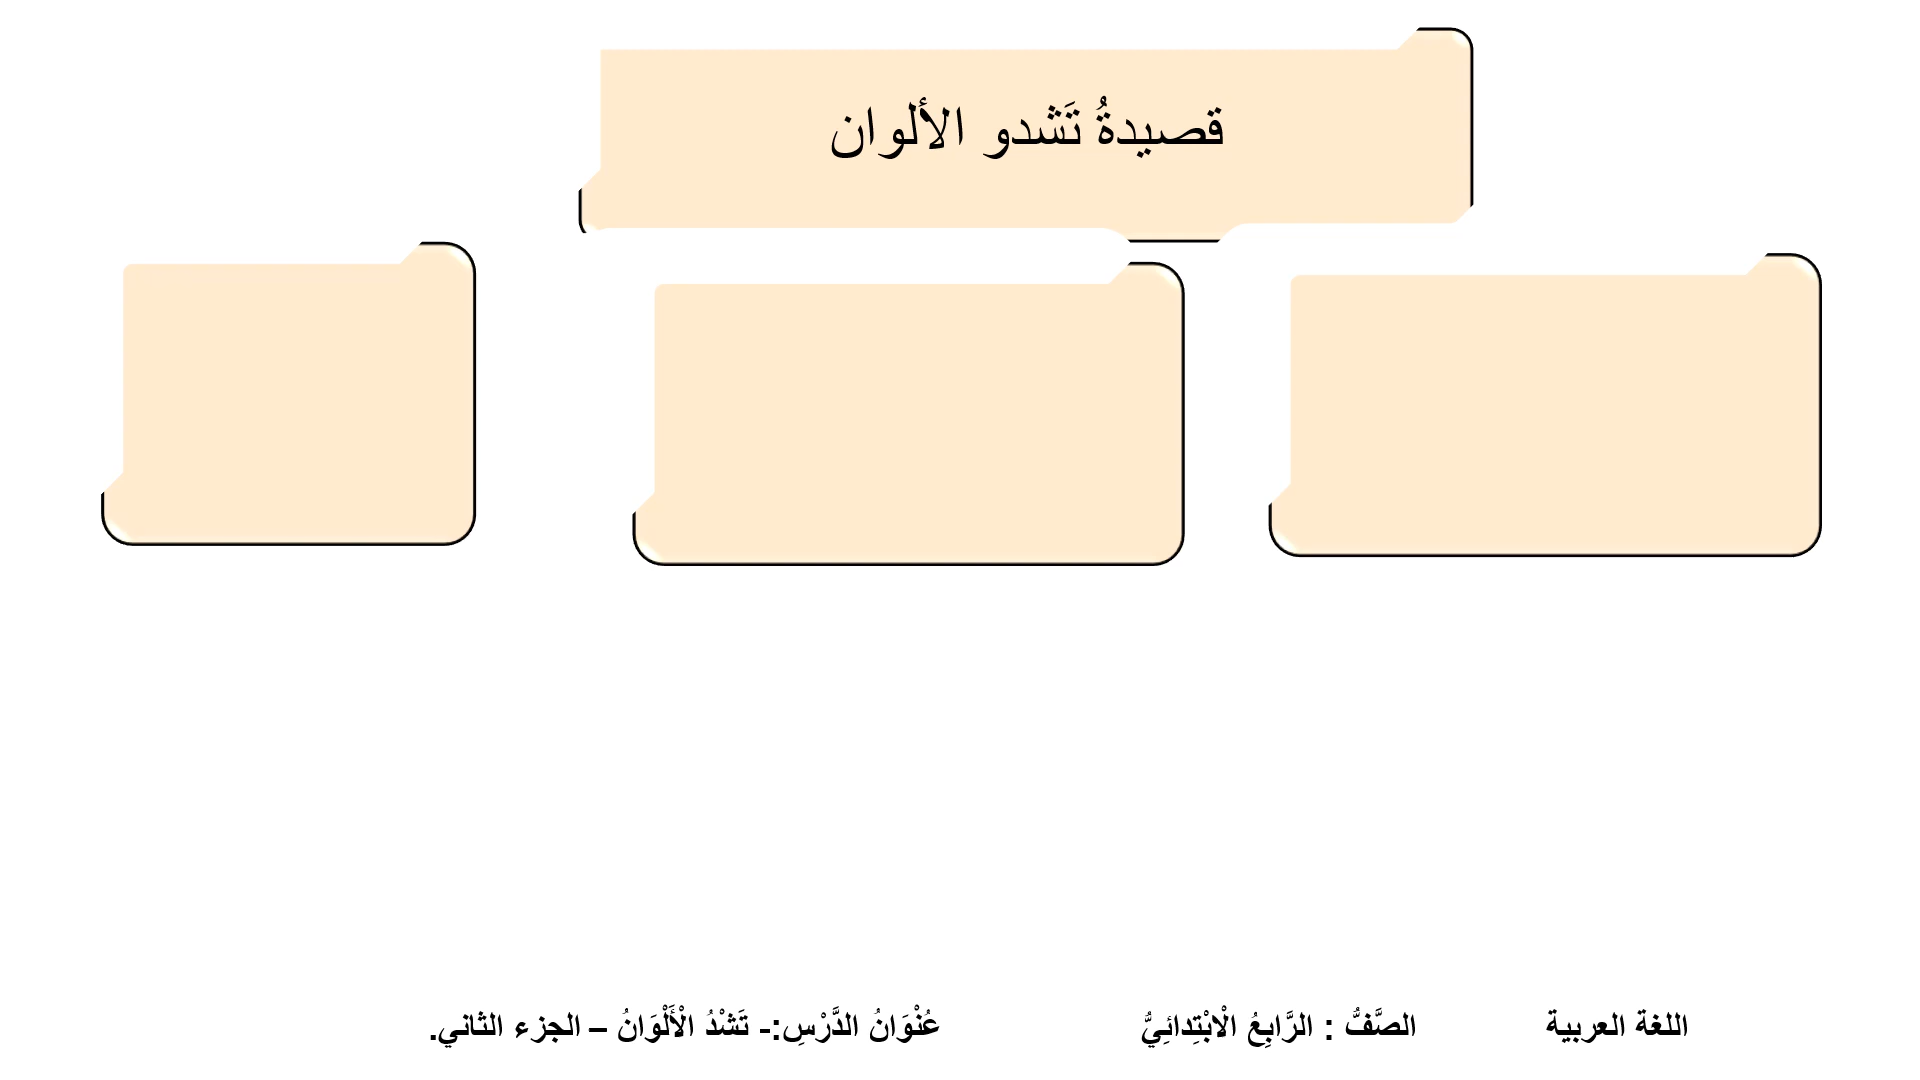 قصيدةُ تَشدو الألوان
اللغة العربية الصَّفُّ : الرَّابِعُ الْابْتِدائِيُّ عُنْوَانُ الدَّرْسِ:- تَشْدُ الْأَلْوَانُ – الجزء الثاني.